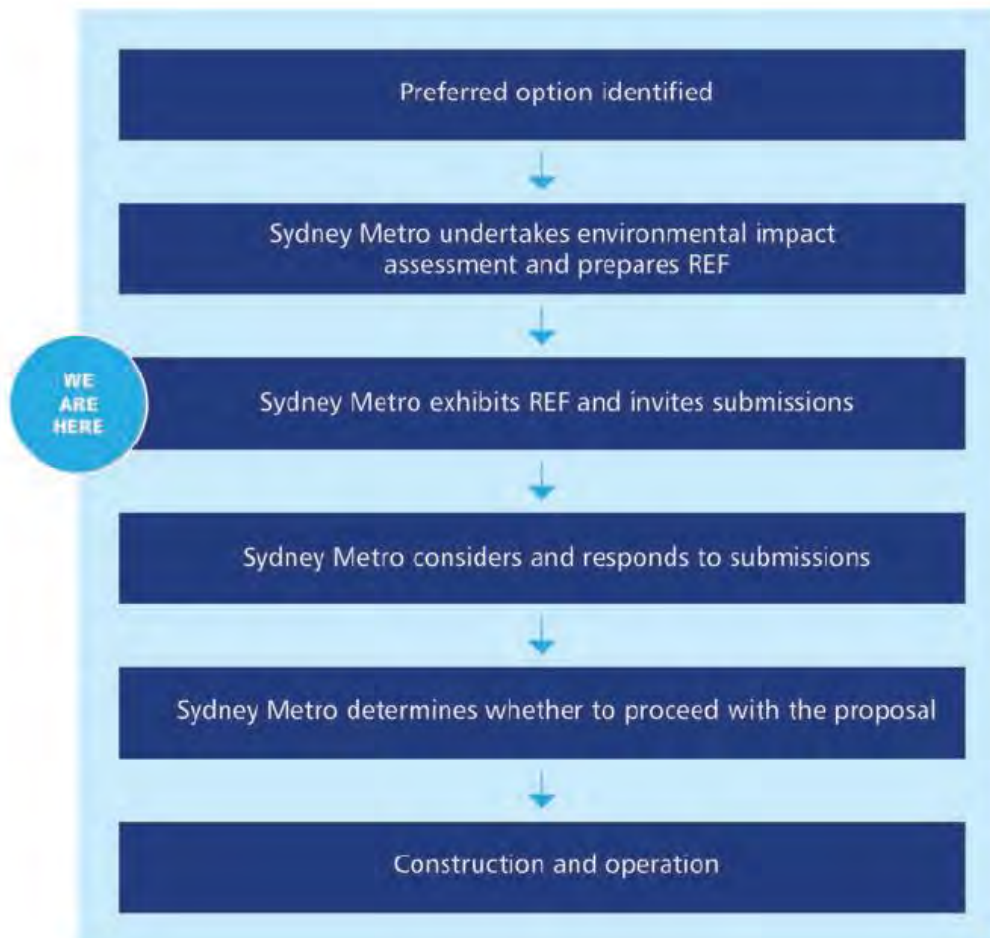 Preferred option identified
Sydney Metro undertakes environmental impact
assessment and prepares REF
WE
ARE
HERE
Sydney Metro exhibits REF and invites submissions
Sydney Metro considers and responds to submissions
Sydney Metro determines whether to proceed with the proposal
Construction and operation